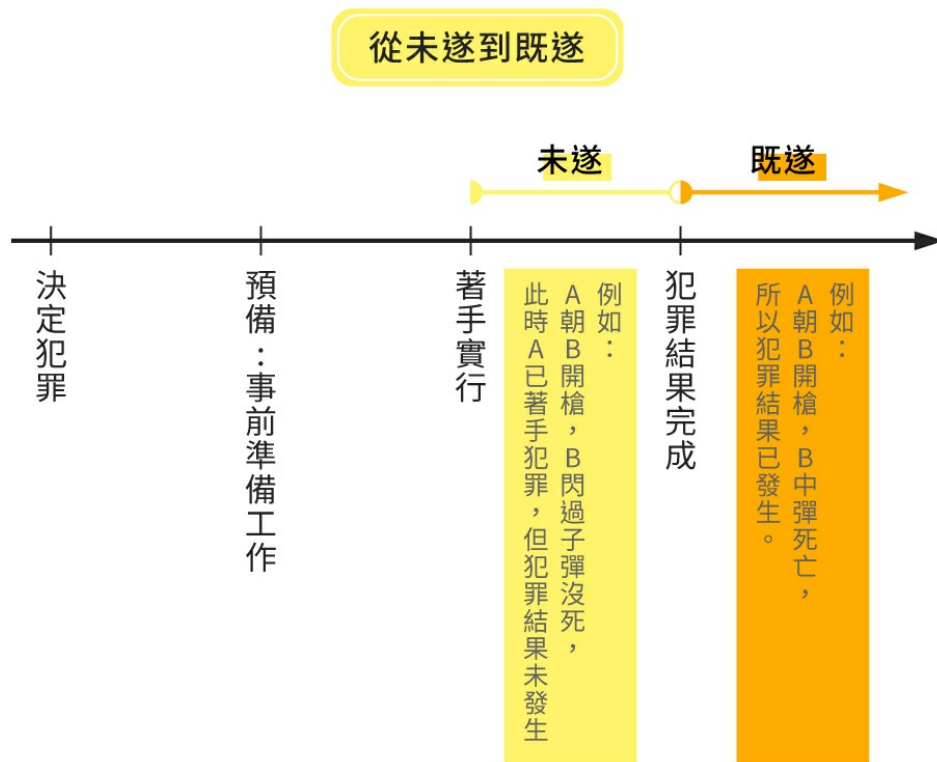 從未遂到既遂
未遂
既遂
決定犯罪
預備：事前準備工作
著手實行
例如：
A朝B開槍，B閃過子彈沒死，
此時A已著手犯罪，但犯罪結果未發生
犯罪結果完成
例如：
A朝B開槍，B中彈死亡，
所以犯罪結果已發生。